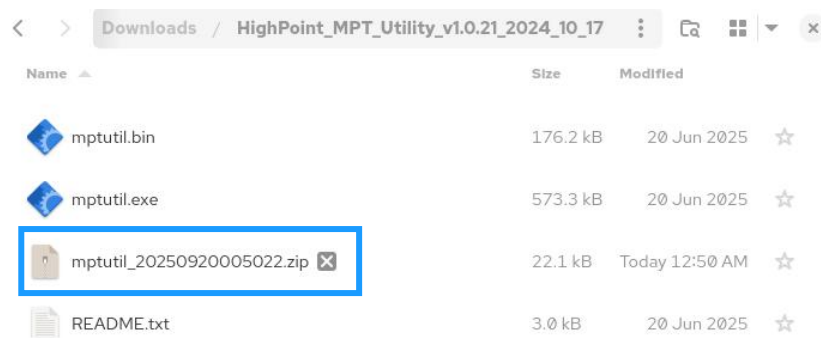 Downloads / HighPoint_MPT_Utility_v1.0.21_2024_10_17
Name Size Modified
mptutil.bin 176.2 kB 20 Jun 2025
mptutil.exe 573.3 kB 20 Jun 2025
mptutil_20250920005022.zip 22.1 kB Today 12:50 AM
README.txt 3.0 kB 20 Jun 2025